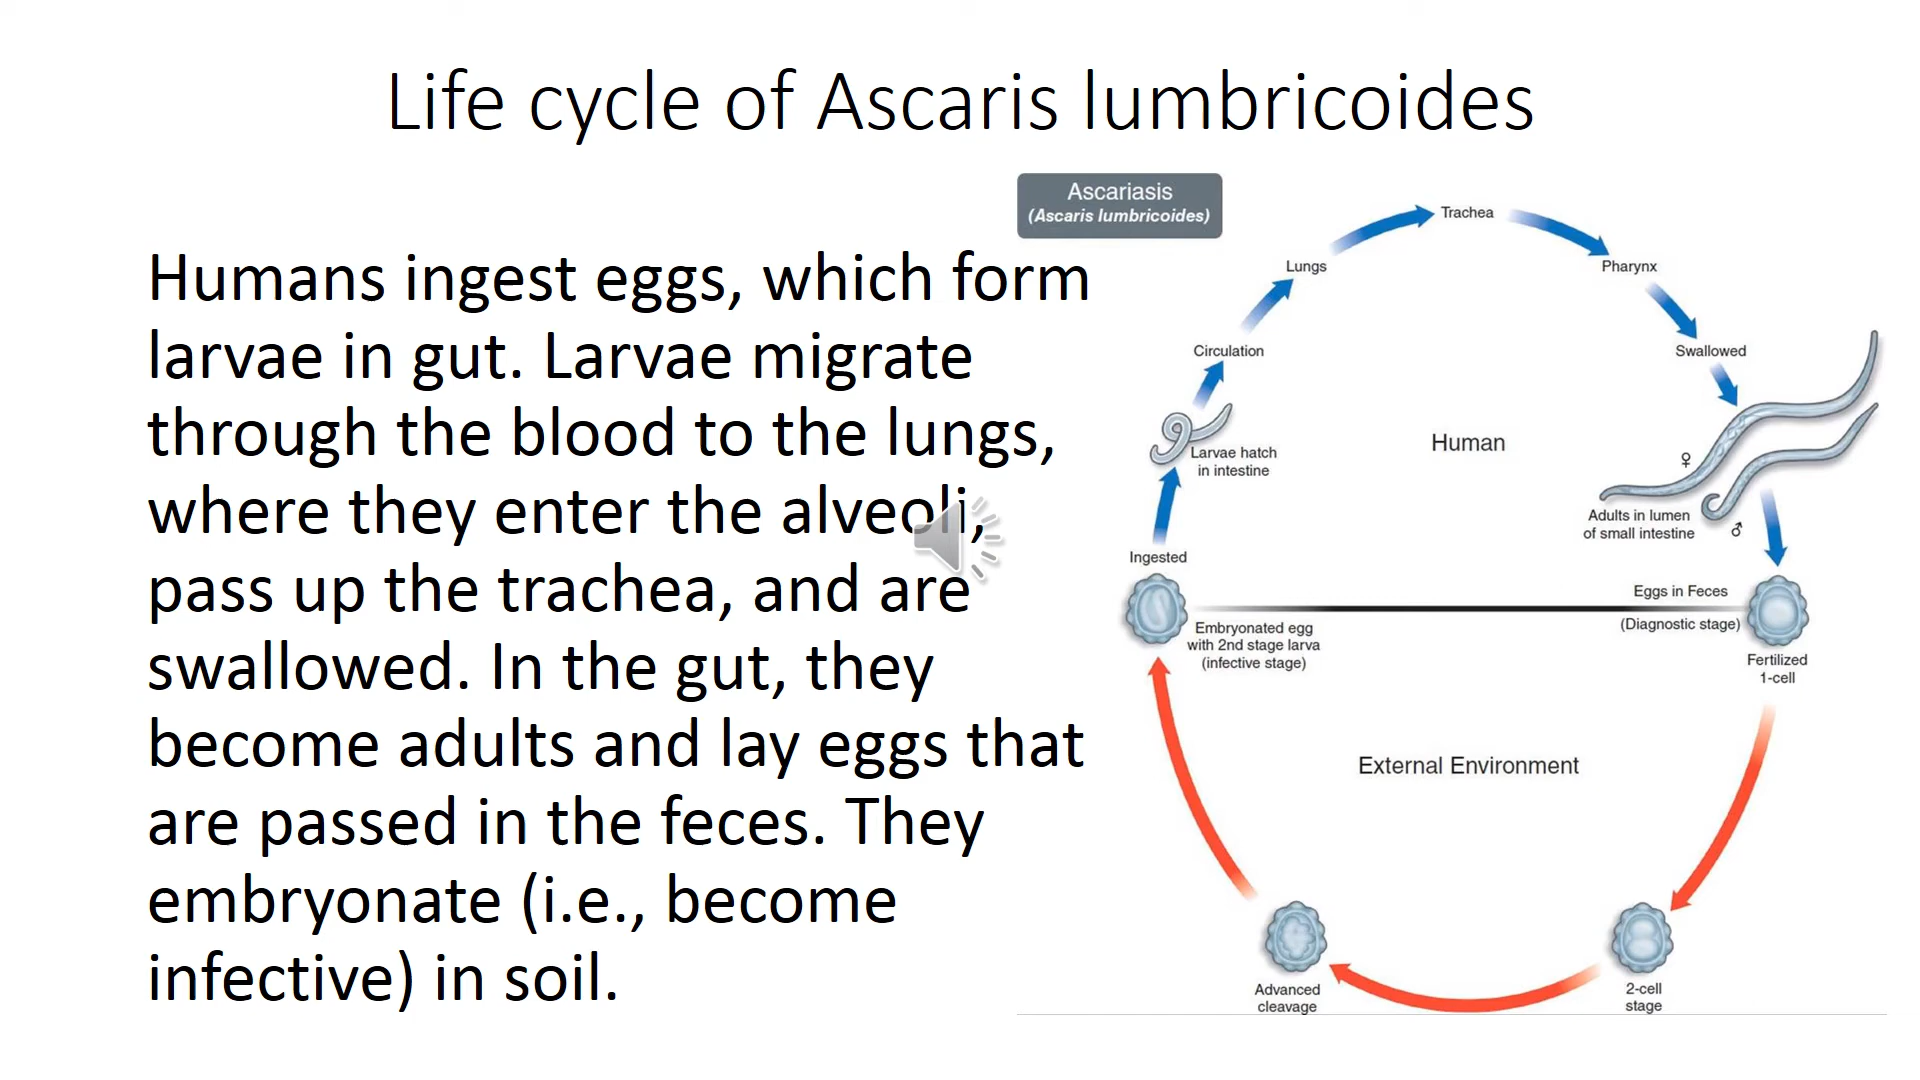 Life cycle of Ascaris lumbricoides
Humans ingest eggs, which form
larvae in gut. Larvae migrate
through the blood to the lungs,
where they enter the alveoli,
pass up the trachea, and are
swallowed. In the gut, they
become adults and lay eggs that
are passed in the feces. They
embryonate (i.e., become
infective) in soil.
Ascariasis
(Ascaris lumbricoides)
Trachea
Lungs
Pharynx
Circulation
Swallowed
Larvae hatch
in intestine
Human
♀
Adults in lumen
of small intestine
♂
Ingested
Eggs in Feces
(Diagnostic stage)
Embryonated egg
with 2nd stage larva
(infective stage)
Fertilized
1-cell
External Environment
Advanced
cleavage
2-cell
stage